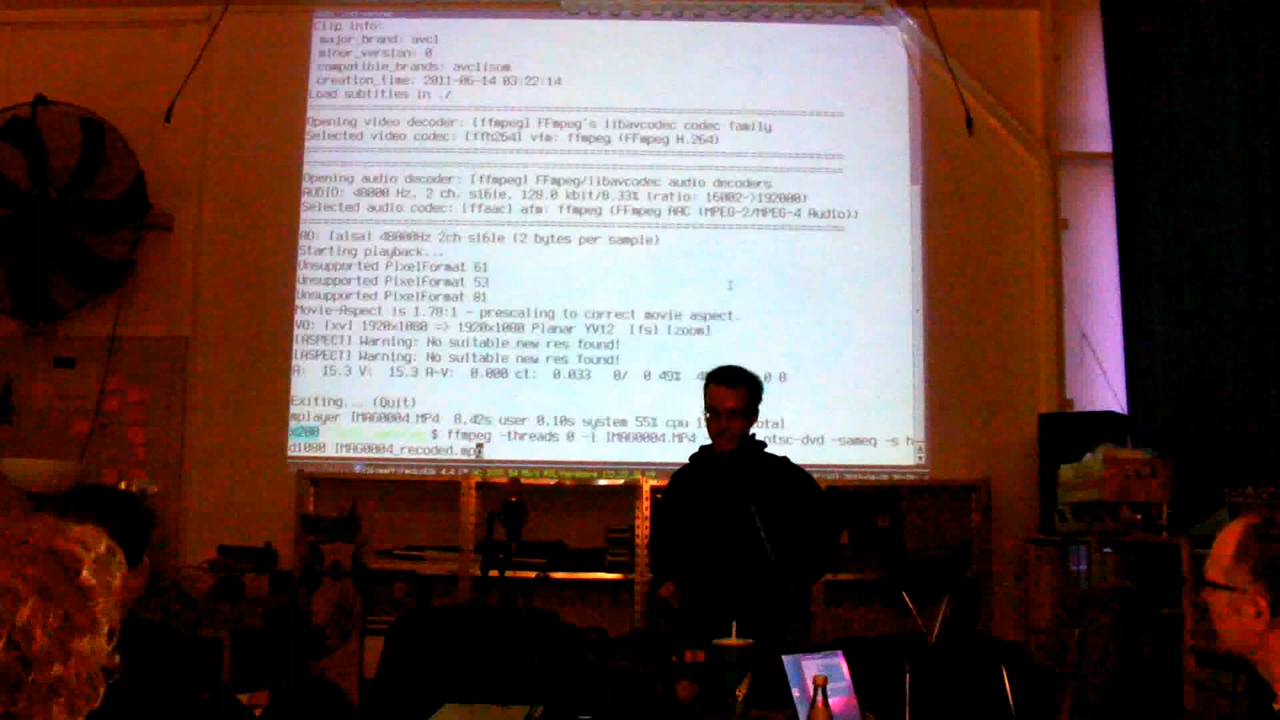 Clip info:
major_brand: avc1
minor_version: 0
compatible_brands: avc1isom
creation_time: 2011-06-14 03:22:14
Load subtitles in ./
==========================================================================
Opening video decoder: [ffmpeg] FFmpeg's libavcodec codec family
Selected video codec: [ffh264] vfm: ffmpeg (FFmpeg H.264)
==========================================================================
==========================================================================
Opening audio decoder: [ffmpeg] FFmpeg/libavcodec audio decoders
AUDIO: 48000 Hz, 2 ch, s16le, 128.0 kbit/8.33% (ratio: 16002->192000)
Selected audio codec: [ffaac] afm: ffmpeg (FFmpeg AAC (MPEG-2/MPEG-4 Audio))
==========================================================================
AO: [alsa] 48000Hz 2ch s16le (2 bytes per sample)
Starting playback...
Unsupported PixelFormat 61
Unsupported PixelFormat 53
Unsupported PixelFormat 81
Movie-Aspect is 1.78:1 - prescaling to correct movie aspect.
VO: [xv] 1920x1080 => 1920x1080 Planar YV12 [fs] [zoom]
[ASPECT] Warning: No suitable new res found!
[ASPECT] Warning: No suitable new res found!
A: 15.3 V: 15.3 A-V: 0.000 ct: 0.033 0/ 0 49% 0 0
Exiting... (Quit)
mplayer IMAG0004.MP4 8.42s user 0.10s system 55% cpu total
x200 $ ffmpeg -threads 0 -i IMAG0004.MP4 ntsc-dvd -sameq -s h
d1080 IMAG0004_recoded.mp